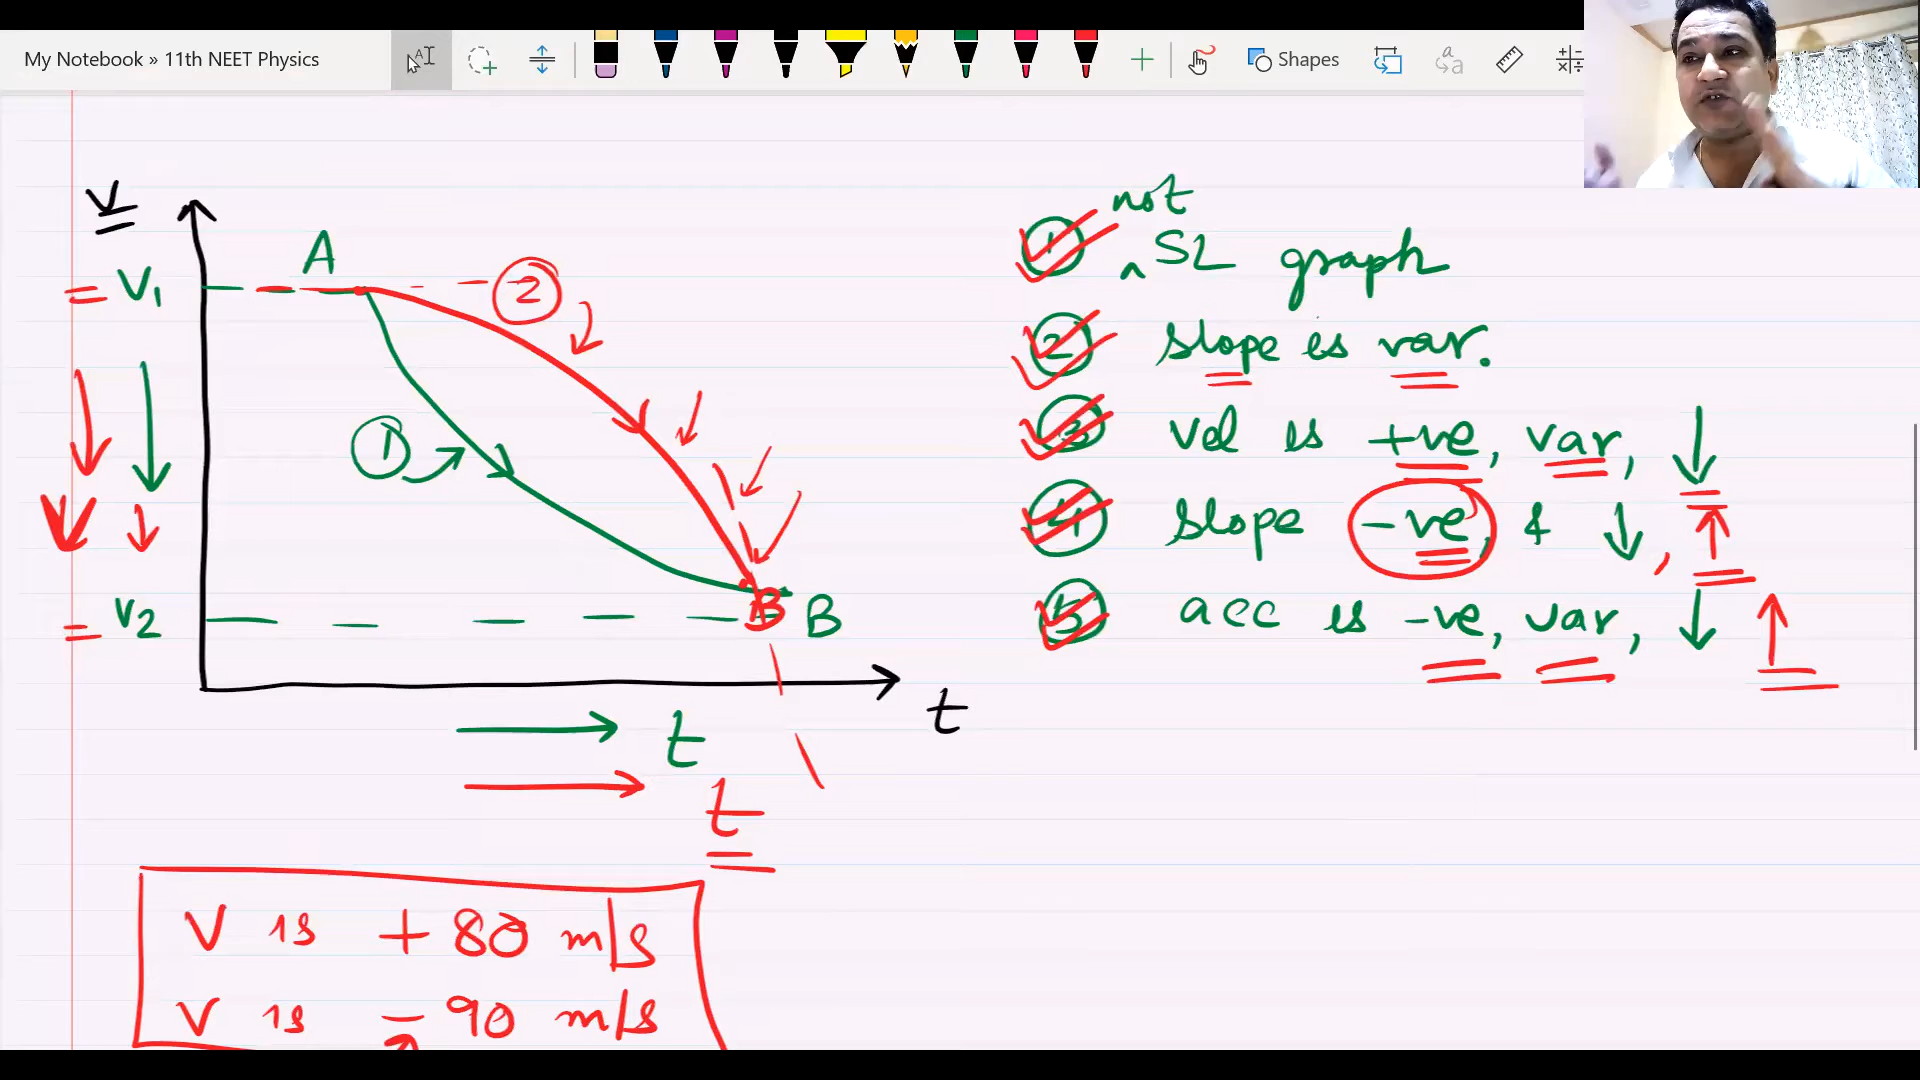 My Notebook » 11th NEET Physics
Shapes
V
A
= V₁
②
①
= V₂
B B
t
t
t
① not ^ SL graph
② slope is var.
③ vel is +ve, var, ↓
④ slope -ve, & ↓, ↑
⑤ acc is -ve, var, ↓ ↑
V is + 80 m/s
V is - 90 m/s